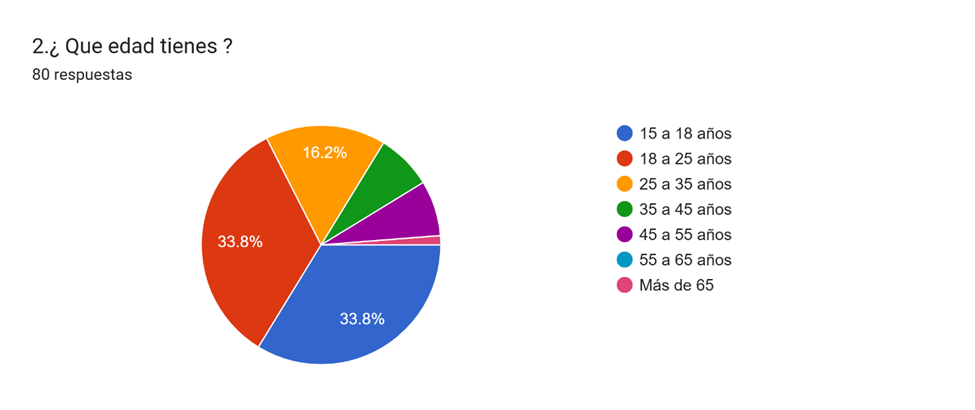 2.¿ Que edad tienes ?
80 respuestas
16.2%
33.8%
33.8%
15 a 18 años
18 a 25 años
25 a 35 años
35 a 45 años
45 a 55 años
55 a 65 años
Más de 65